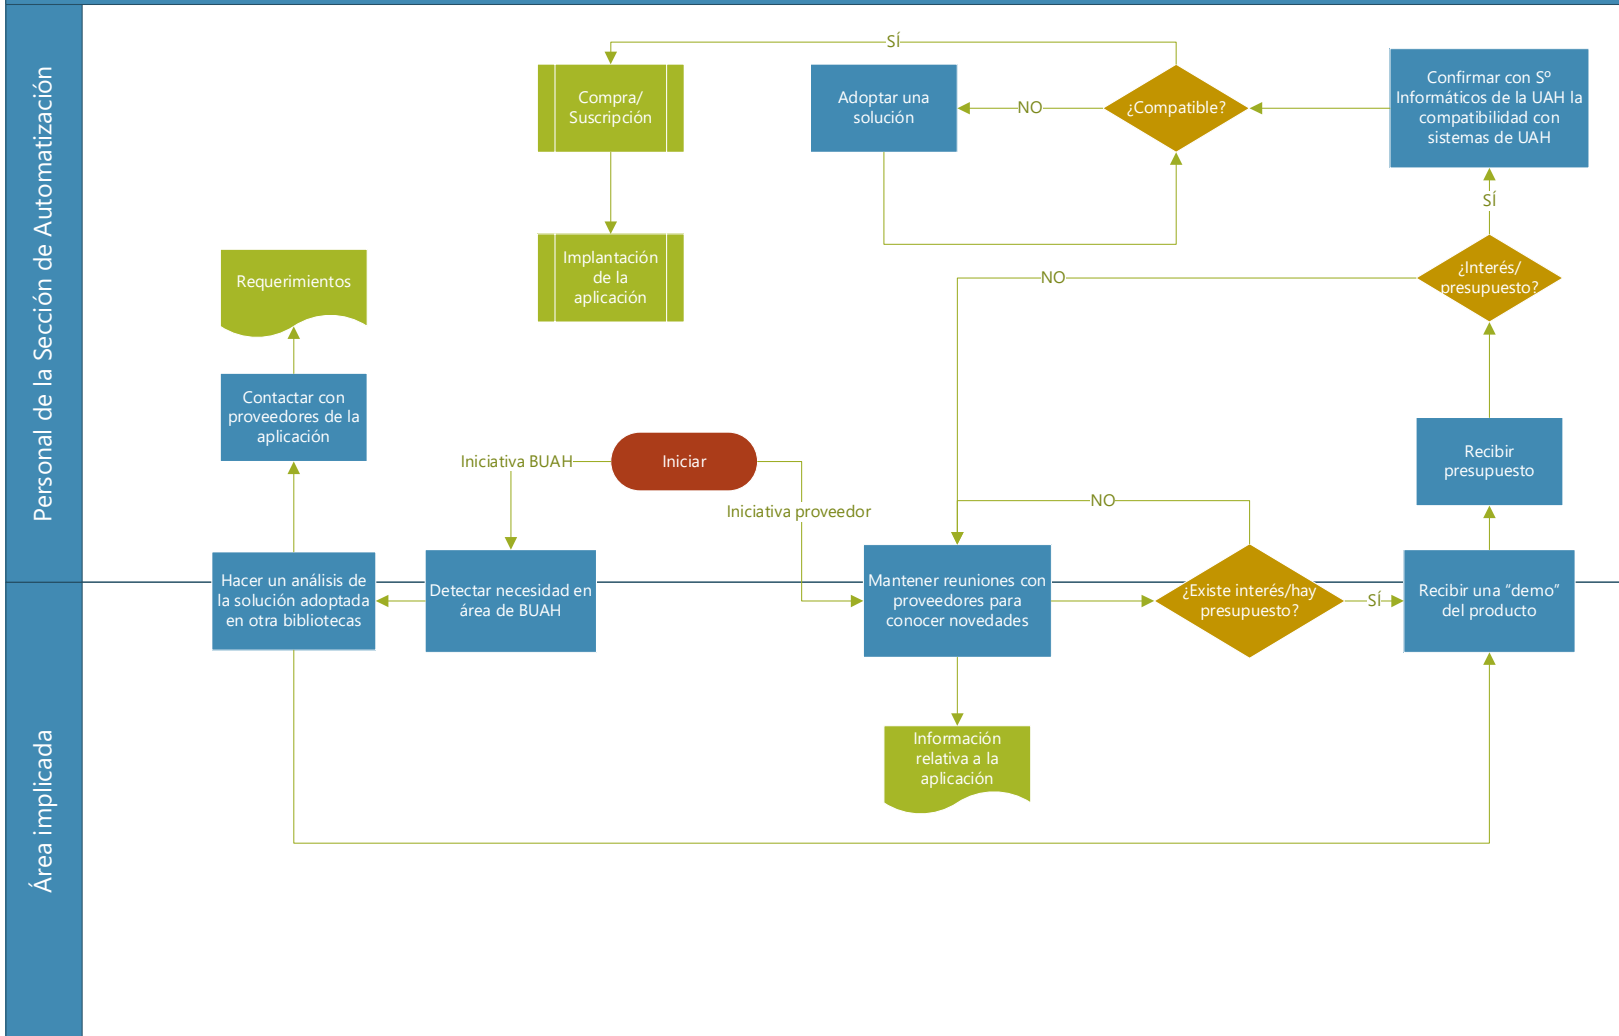 Personal de la Sección de Automatización
Área implicada
SÍ
Compra/
Suscripción
Adoptar una
solución
NO
¿Compatible?
Confirmar con Sº
Informáticos de la UAH la
compatibilidad con
sistemas de UAH
SÍ
Implantación
de la
aplicación
Requerimientos
NO
¿Interés/
presupuesto?
Contactar con
proveedores de la
aplicación
Iniciativa BUAH
Iniciar
Iniciativa proveedor
Recibir
presupuesto
NO
Hacer un análisis de
la solución adoptada
en otra bibliotecas
Detectar necesidad en
área de BUAH
Mantener reuniones con
proveedores para
conocer novedades
¿Existe interés/hay
presupuesto?
SÍ
Recibir una “demo”
del producto
Información
relativa a la
aplicación